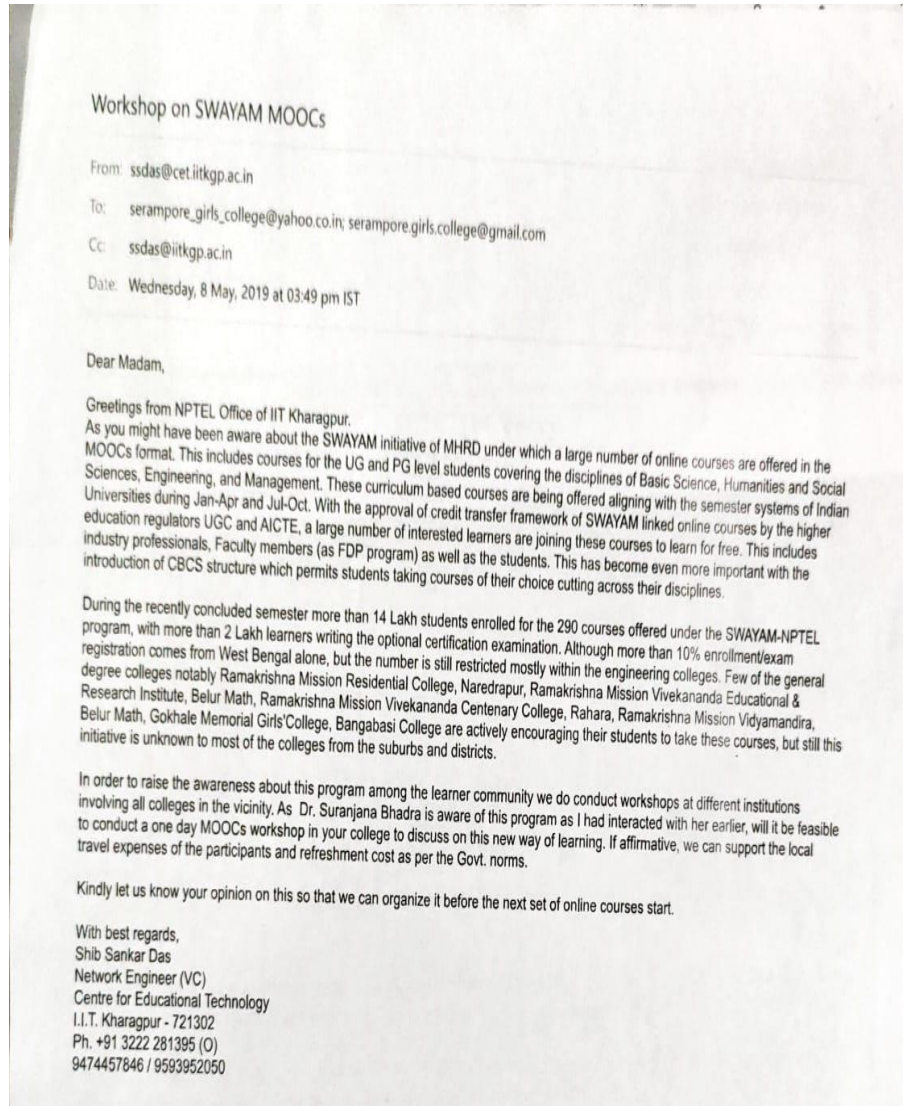 Workshop on SWAYAM MOOCs
From: ssdas@cet.iitkgp.ac.in
To: serampore_girls_college@yahoo.co.in; serampore.girls.college@gmail.com
Cc: ssdas@iitkgp.ac.in
Date: Wednesday, 8 May, 2019 at 03:49 pm IST
Dear Madam,
Greetings from NPTEL Office of IIT Kharagpur.
As you might have been aware about the SWAYAM initiative of MHRD under which a large number of online courses are offered in the
MOOCs format. This includes courses for the UG and PG level students covering the disciplines of Basic Science, Humanities and Social
Sciences, Engineering, and Management. These curriculum based courses are being offered aligning with the semester systems of Indian
Universities during Jan-Apr and Jul-Oct. With the approval of credit transfer framework of SWAYAM linked online courses by the higher
education regulators UGC and AICTE, a large number of interested learners are joining these courses to learn for free. This includes
industry professionals, Faculty members (as FDP program) as well as the students. This has become even more important with the
introduction of CBCS structure which permits students taking courses of their choice cutting across their disciplines.
During the recently concluded semester more than 14 Lakh students enrolled for the 290 courses offered under the SWAYAM-NPTEL
program, with more than 2 Lakh learners writing the optional certification examination. Although more than 10% enrollment/exam
registration comes from West Bengal alone, but the number is still restricted mostly within the engineering colleges. Few of the general
degree colleges notably Ramakrishna Mission Residential College, Naredrapur, Ramakrishna Mission Vivekananda Educational &
Research Institute, Belur Math, Ramakrishna Mission Vivekananda Centenary College, Rahara, Ramakrishna Mission Vidyamandira,
Belur Math, Gokhale Memorial Girls'College, Bangabasi College are actively encouraging their students to take these courses, but still this
initiative is unknown to most of the colleges from the suburbs and districts.
In order to raise the awareness about this program among the learner community we do conduct workshops at different institutions
involving all colleges in the vicinity. As Dr. Suranjana Bhadra is aware of this program as I had interacted with her earlier, will it be feasible
to conduct a one day MOOCs workshop in your college to discuss on this new way of learning. If affirmative, we can support the local
travel expenses of the participants and refreshment cost as per the Govt. norms.
Kindly let us know your opinion on this so that we can organize it before the next set of online courses start.
With best regards,
Shib Sankar Das
Network Engineer (VC)
Centre for Educational Technology
I.I.T. Kharagpur - 721302
Ph. +91 3222 281395 (O)
9474457846 / 9593952050